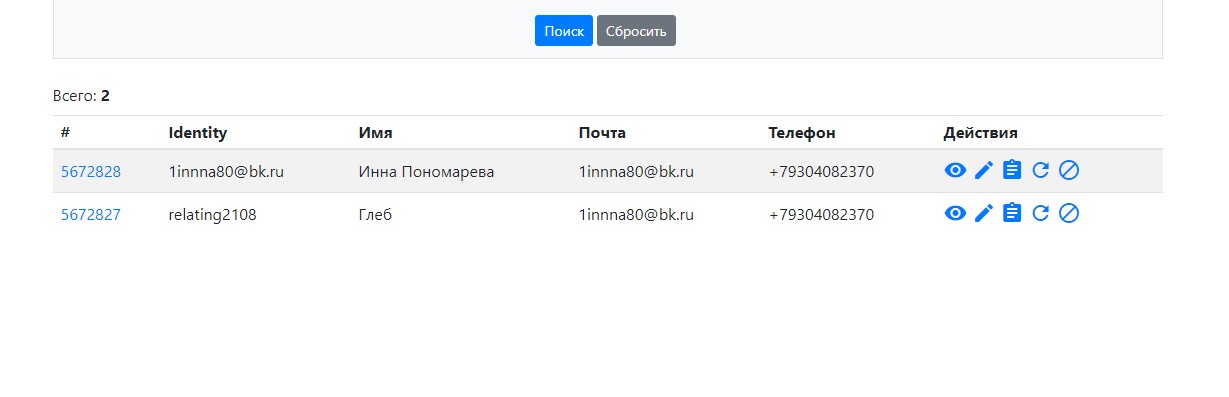 Поиск Сбросить
Всего: 2
# Identity Имя Почта Телефон Действия
5672828 1innna80@bk.ru Инна Пономарева 1innna80@bk.ru +79304082370
5672827 relating2108 Глеб 1innna80@bk.ru +79304082370